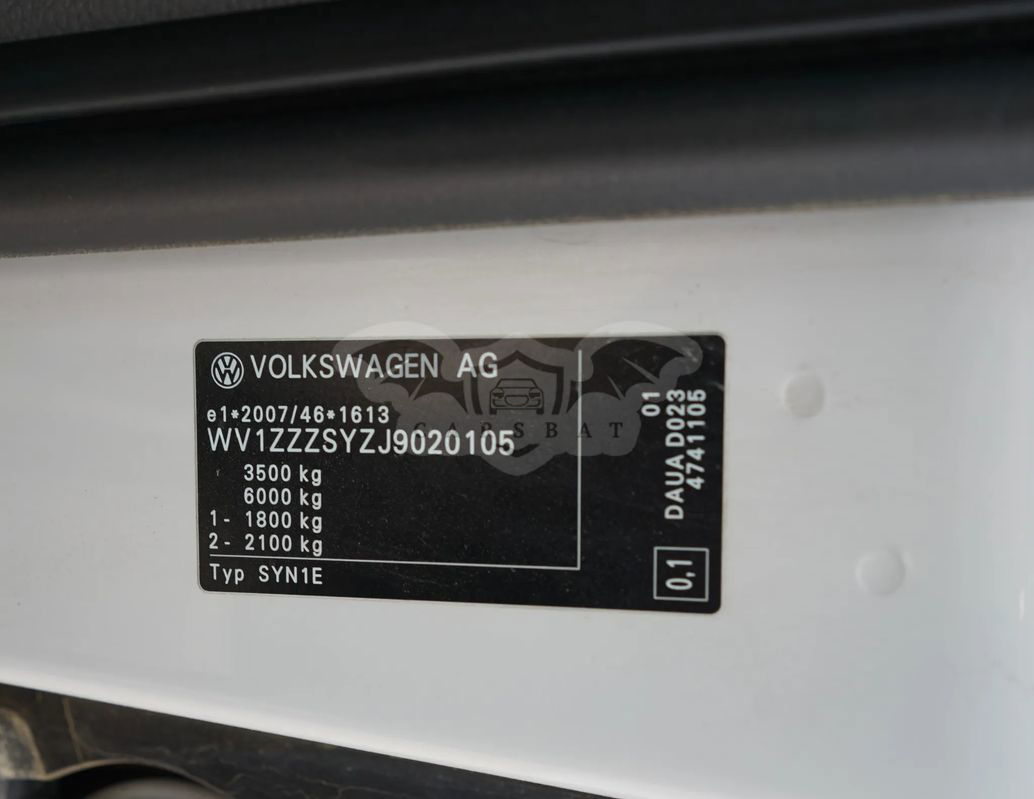 VOLKSWAGEN AG
e1*2007/46*1613
WV1ZZZSYZJ9020105
3500 kg
6000 kg
1- 1800 kg
2- 2100 kg
Typ SYN1E
01
DAUA D023
4741105
0,1
CARSBAT